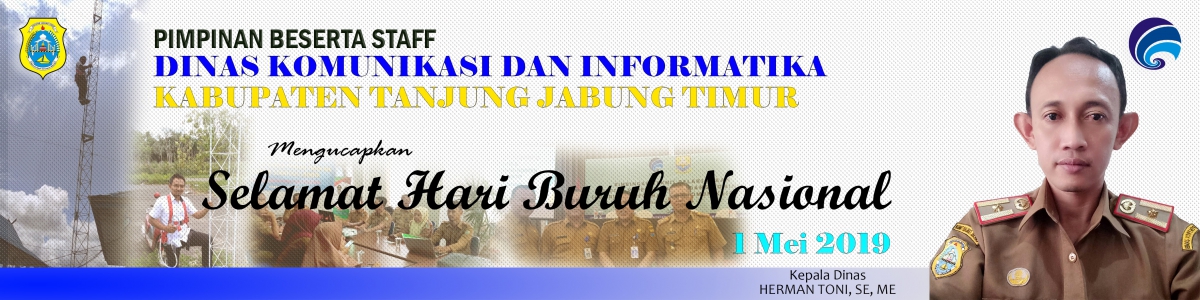 PIMPINAN BESERTA STAFF
DINAS KOMUNIKASI DAN INFORMATIKA
KABUPATEN TANJUNG JABUNG TIMUR
Mengucapkan
Selamat Hari Buruh Nasional
1 Mei 2019
Kepala Dinas
HERMAN TONI, SE, ME